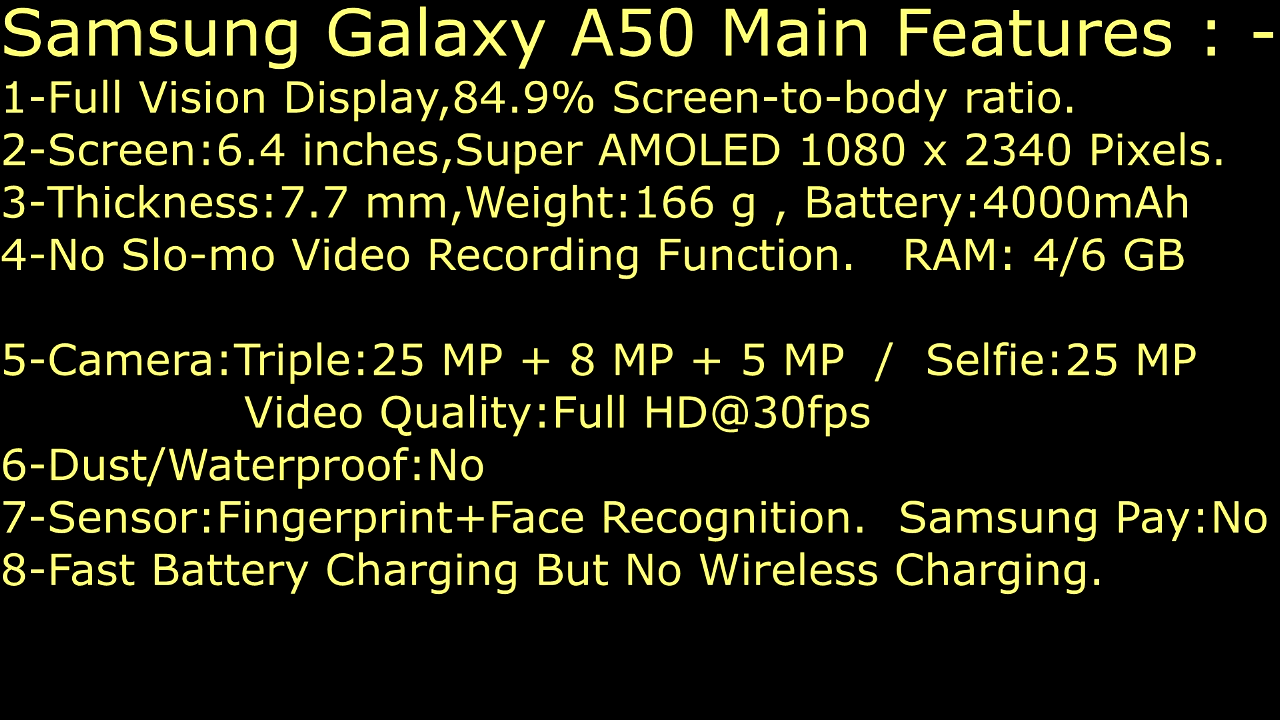 Samsung Galaxy A50 Main Features : -
1-Full Vision Display,84.9% Screen-to-body ratio.
2-Screen:6.4 inches,Super AMOLED 1080 x 2340 Pixels.
3-Thickness:7.7 mm,Weight:166 g , Battery:4000mAh
4-No Slo-mo Video Recording Function.   RAM: 4/6 GB
5-Camera:Triple:25 MP + 8 MP + 5 MP  /  Selfie:25 MP
Video Quality:Full HD@30fps
6-Dust/Waterproof:No
7-Sensor:Fingerprint+Face Recognition.  Samsung Pay:No
8-Fast Battery Charging But No Wireless Charging.